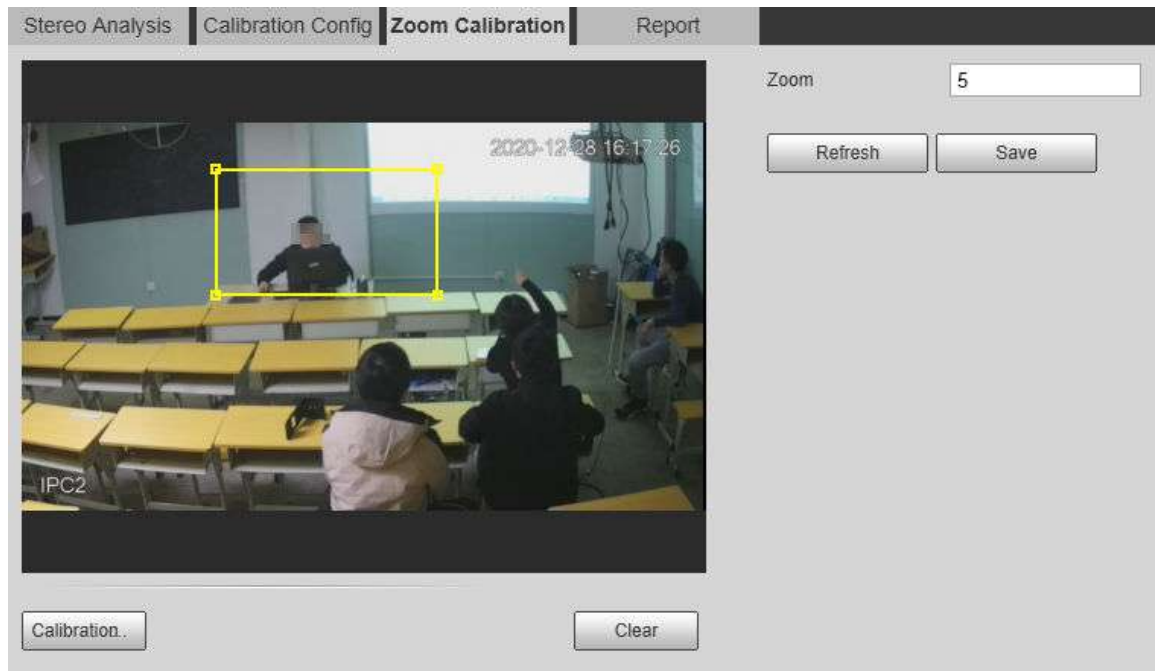 Stereo Analysis Calibration Config Zoom Calibration Report
Zoom 5
2020-12-28 16:17:26
Refresh Save
IPC2
Calibration..
Clear